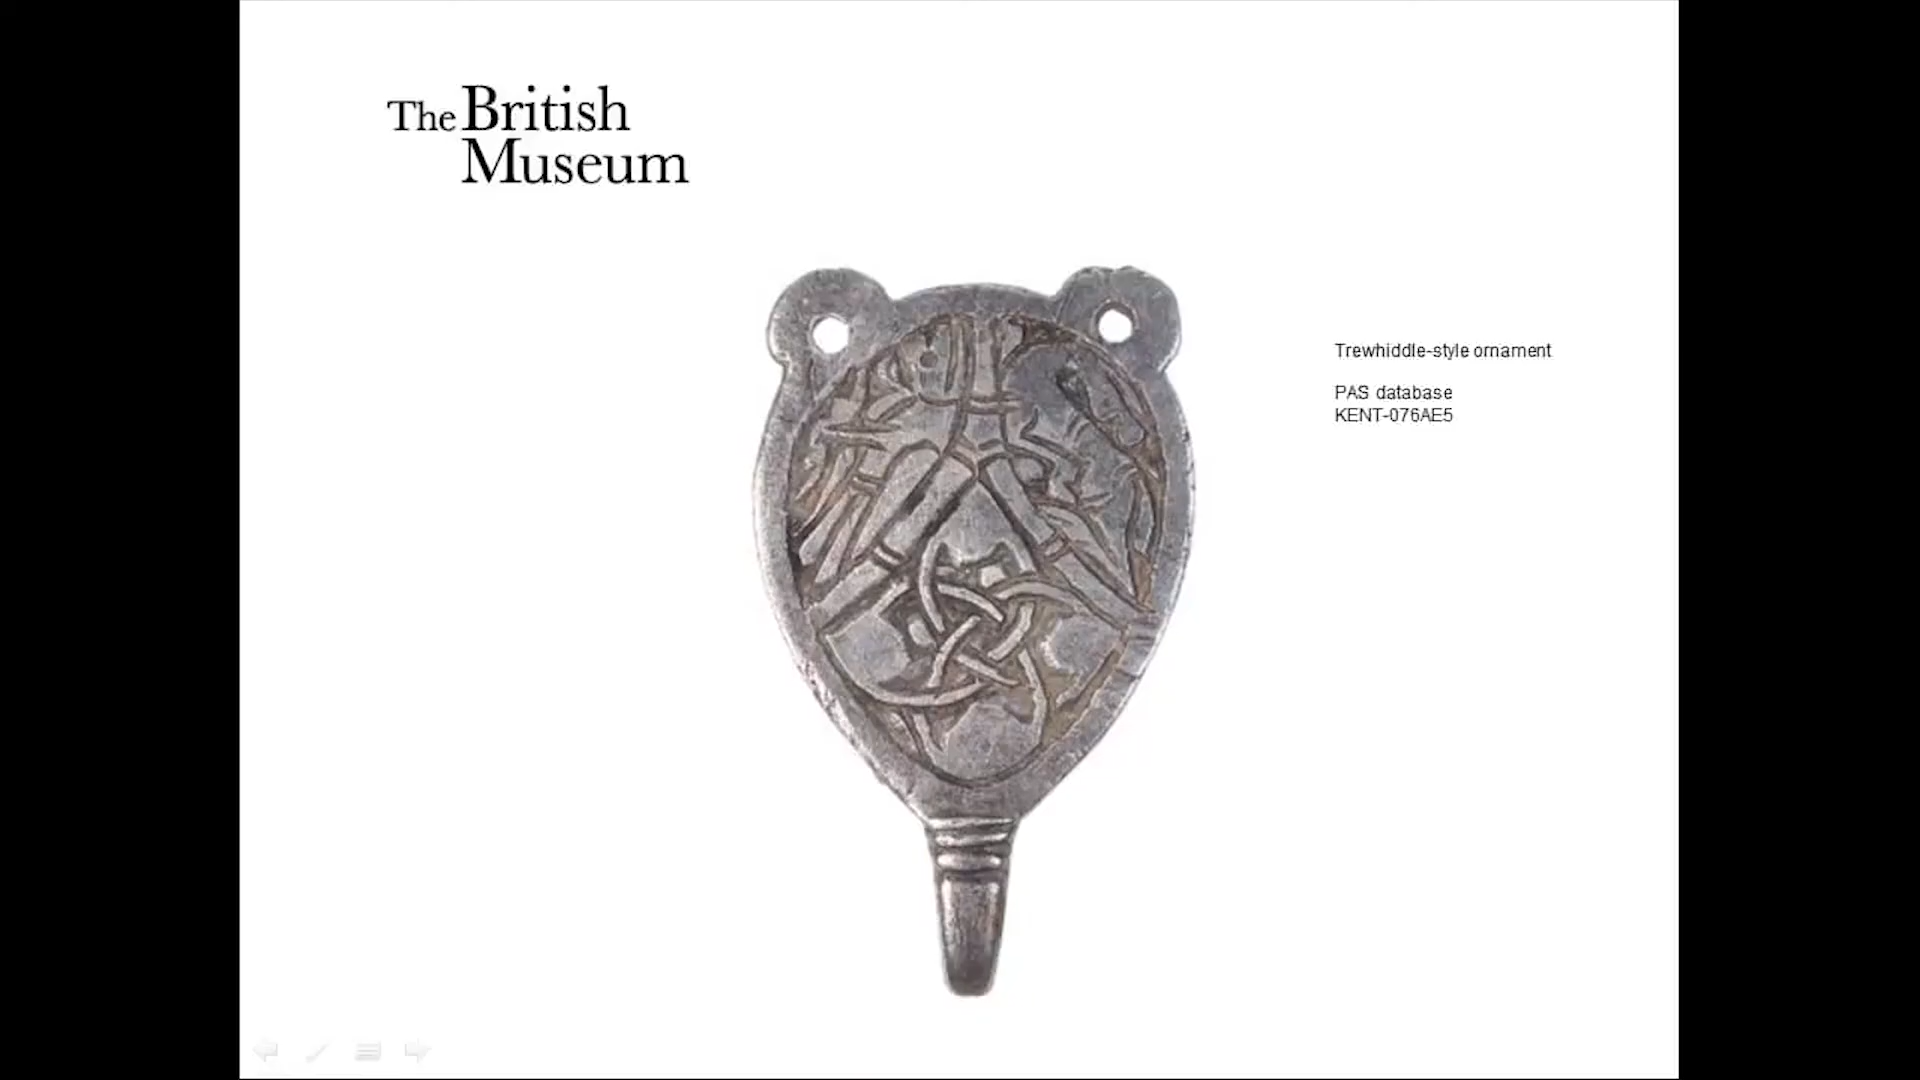 The British
Museum
Trewhiddle-style ornament
PAS database
KENT-076AE5